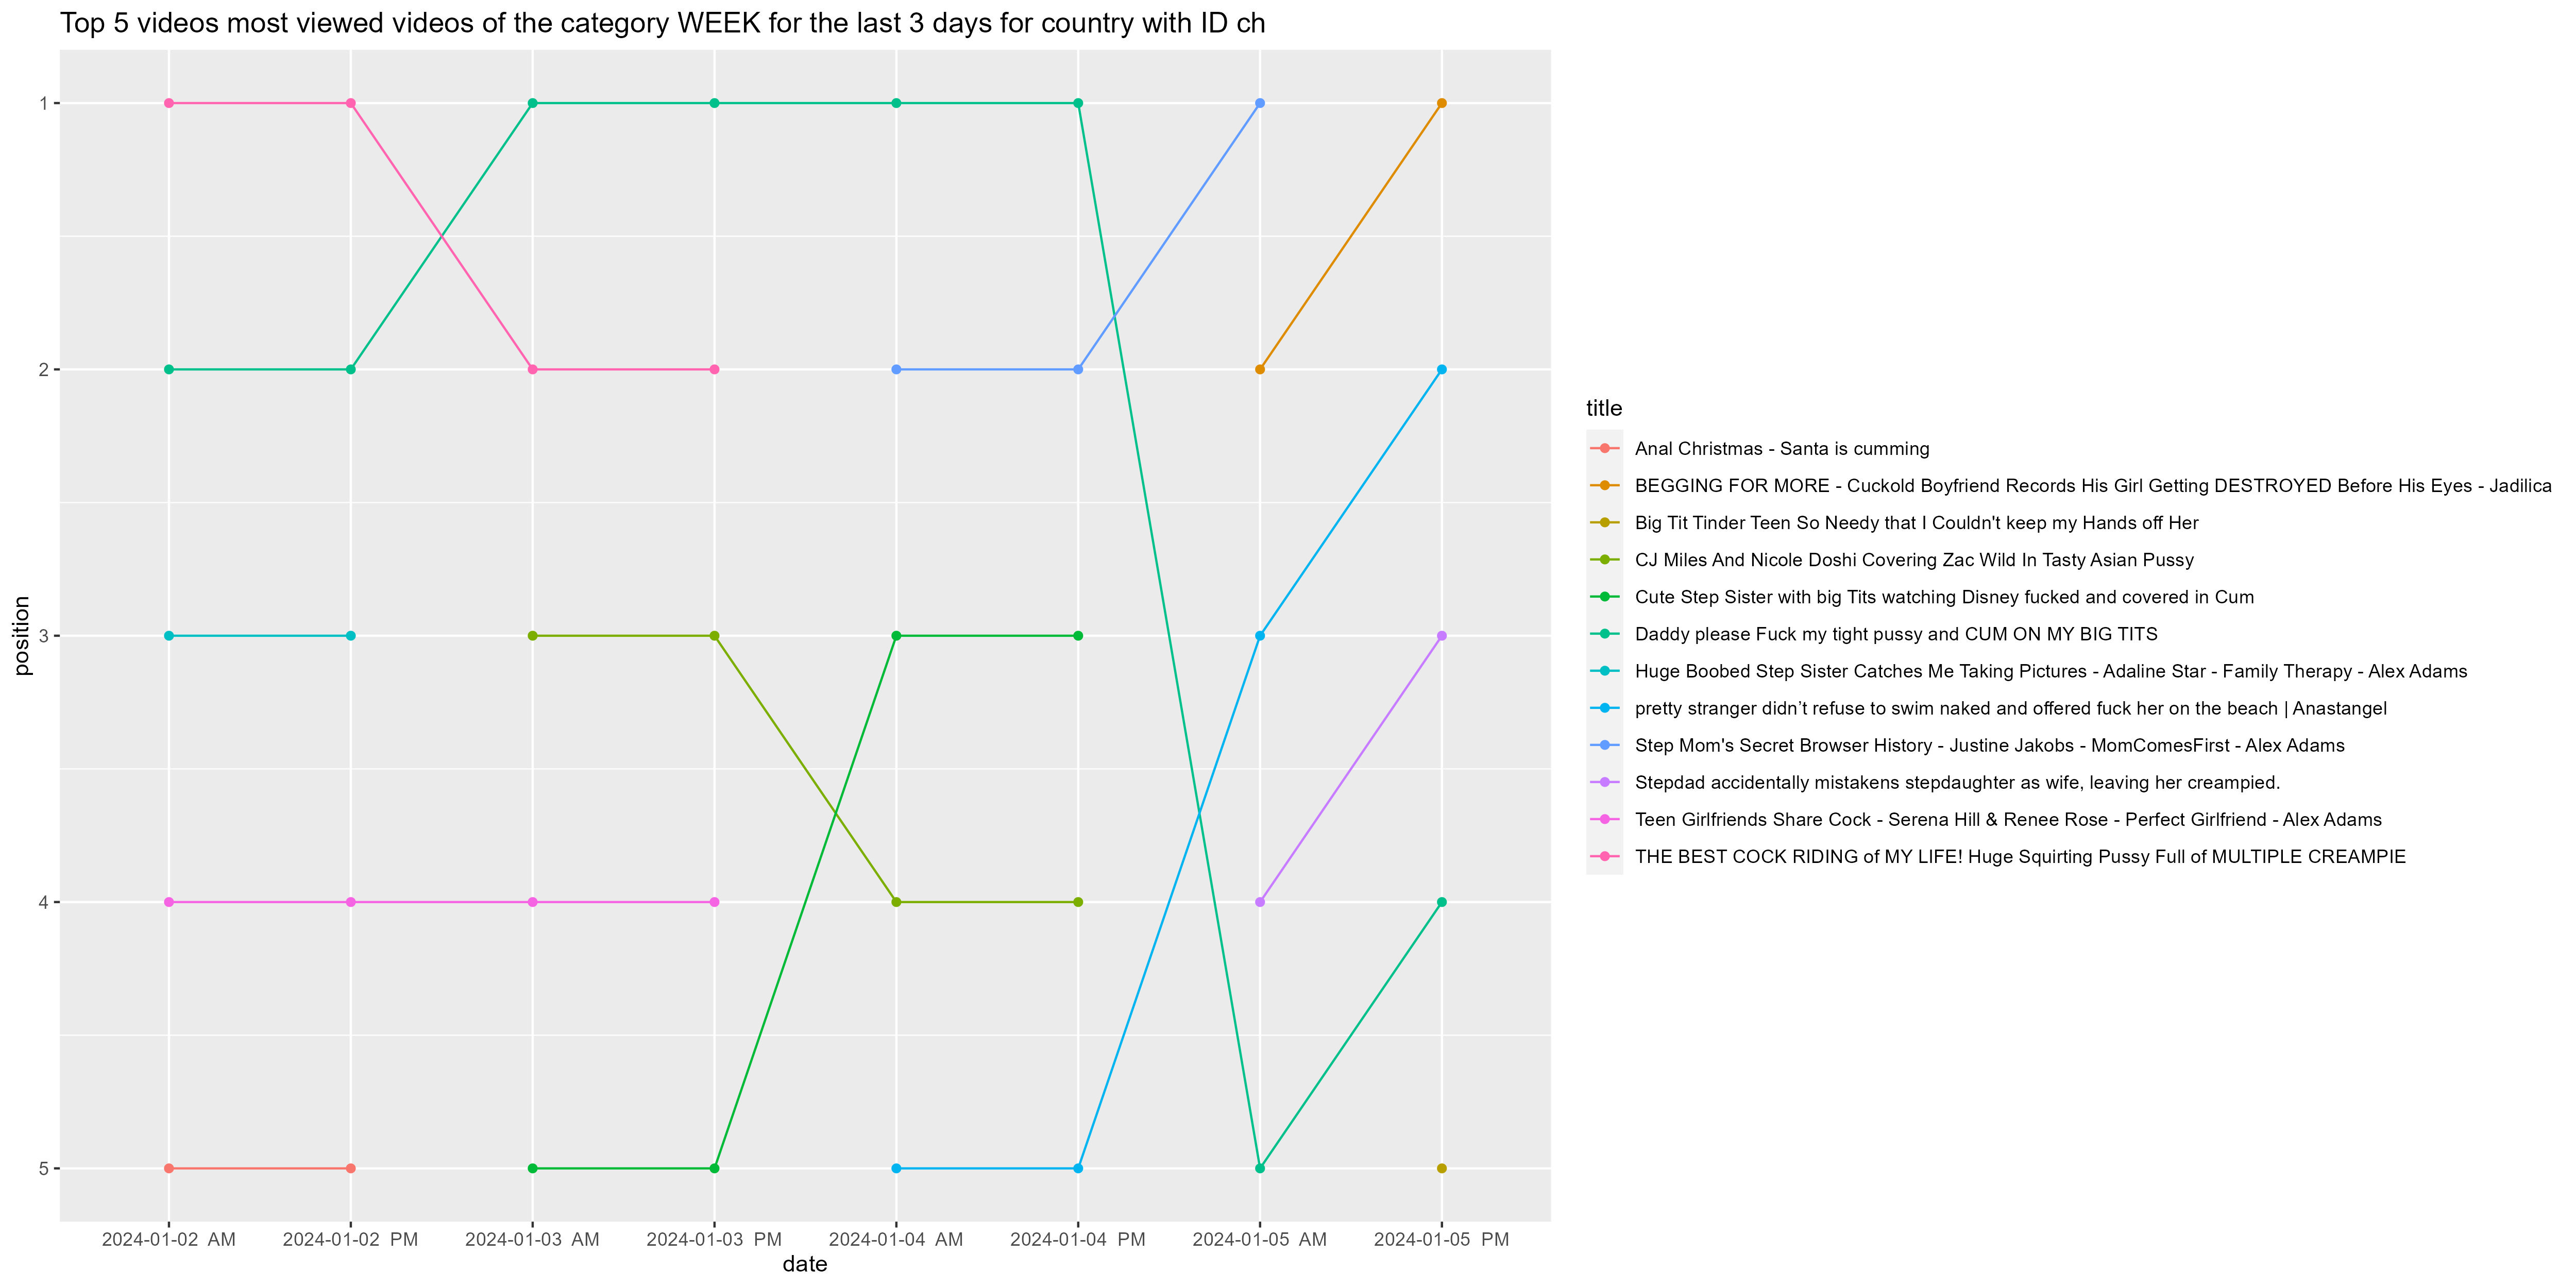 Top 5 videos most viewed videos of the category WEEK for the last 3 days for country with ID ch
position
1
2
3
4
5
2024-01-02 AM
2024-01-02 PM
2024-01-03 AM
2024-01-03 PM
2024-01-04 AM
2024-01-04 PM
2024-01-05 AM
2024-01-05 PM
date
title
Anal Christmas - Santa is cumming
BEGGING FOR MORE - Cuckold Boyfriend Records His Girl Getting DESTROYED Before His Eyes - Jadilica
Big Tit Tinder Teen So Needy that I Couldn't keep my Hands off Her
CJ Miles And Nicole Doshi Covering Zac Wild In Tasty Asian Pussy
Cute Step Sister with big Tits watching Disney fucked and covered in Cum
Daddy please Fuck my tight pussy and CUM ON MY BIG TITS
Huge Boobed Step Sister Catches Me Taking Pictures - Adaline Star - Family Therapy - Alex Adams
pretty stranger didn’t refuse to swim naked and offered fuck her on the beach | Anastangel
Step Mom's Secret Browser History - Justine Jakobs - MomComesFirst - Alex Adams
Stepdad accidentally mistakens stepdaughter as wife, leaving her creampied.
Teen Girlfriends Share Cock - Serena Hill & Renee Rose - Perfect Girlfriend - Alex Adams
THE BEST COCK RIDING of MY LIFE! Huge Squirting Pussy Full of MULTIPLE CREAMPIE